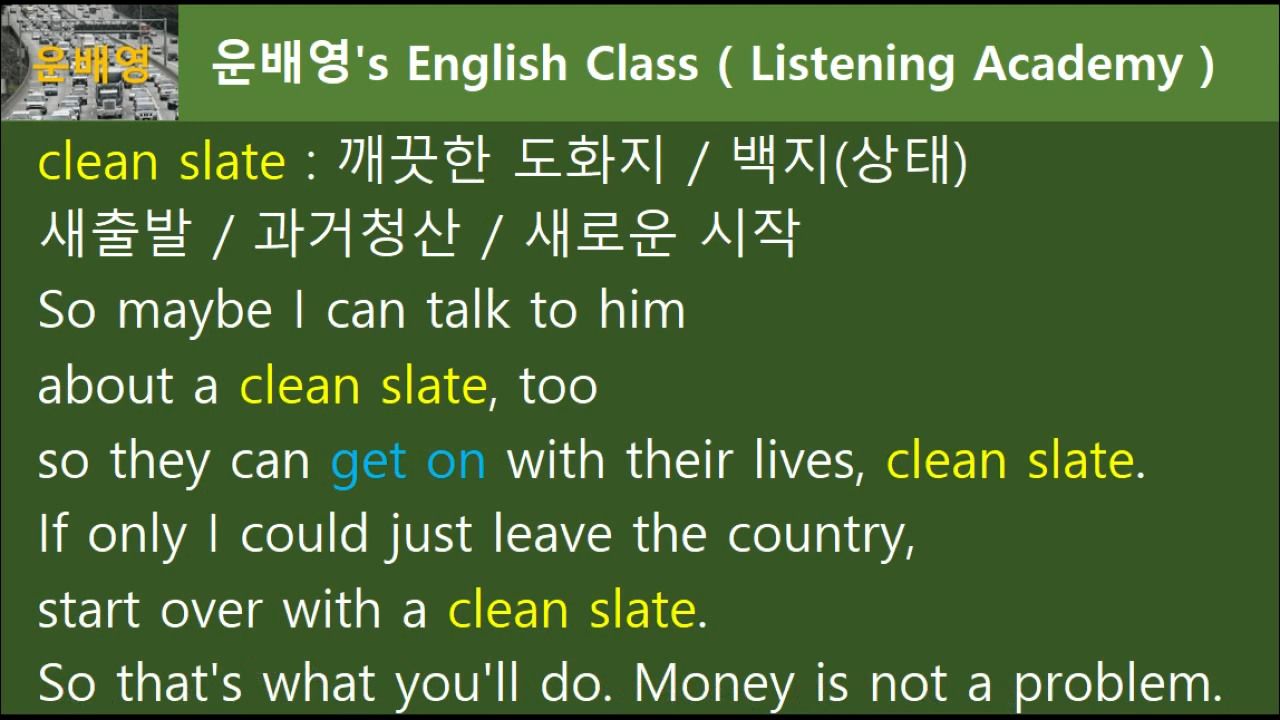 운배영
운배영's English Class ( Listening Academy )
clean slate : 깨끗한 도화지 / 백지(상태)
새출발 / 과거청산 / 새로운 시작
So maybe I can talk to him
about a clean slate, too
so they can get on with their lives, clean slate.
If only I could just leave the country,
start over with a clean slate.
So that's what you'll do. Money is not a problem.